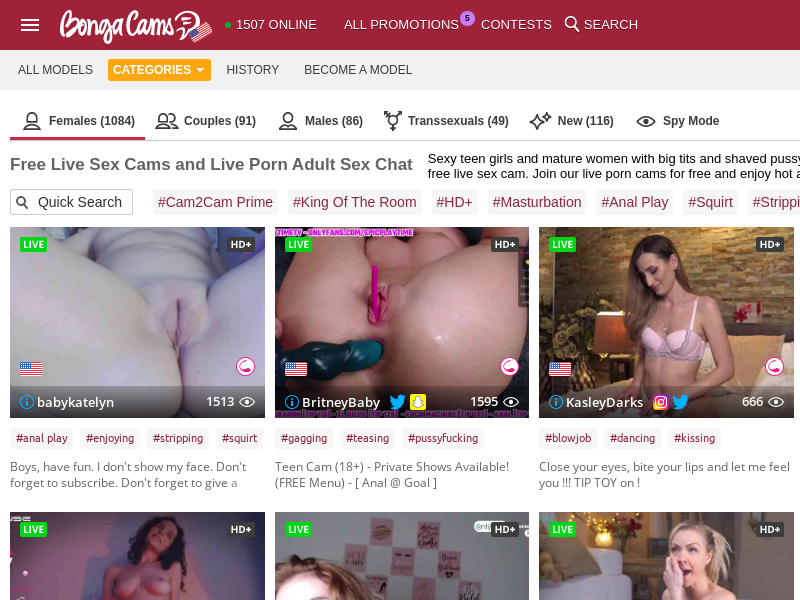 BongaCams
1507 ONLINE
ALL PROMOTIONS 5
CONTESTS
SEARCH
ALL MODELS
CATEGORIES
HISTORY
BECOME A MODEL
Females (1084)
Couples (91)
Males (86)
Transsexuals (49)
New (116)
Spy Mode
Free Live Sex Cams and Live Porn Adult Sex Chat
Sexy teen girls and mature women with big tits and shaved pussy
free live sex cam. Join our live porn cams for free and enjoy hot a
Quick Search
#Cam2Cam Prime
#King Of The Room
#HD+
#Masturbation
#Anal Play
#Squirt
#Strippi
LIVE
HD+
babykatelyn
1513
TIMETV - ONLYFANS.COM/EPICPLAYTIME
LIVE
HD+
BritneyBaby
1595
LIVE
HD+
KasleyDarks
666
#anal play
#enjoying
#stripping
#squirt
Boys, have fun. I don't show my face. Don't
forget to subscribe. Don't forget to give a
#gagging
#teasing
#pussyfucking
Teen Cam (18+) - Private Shows Available!
(FREE Menu) - [ Anal @ Goal ]
#blowjob
#dancing
#kissing
Close your eyes, bite your lips and let me feel
you !!! TIP TOY on !
LIVE
HD+
LIVE
HD+
LIVE
HD+